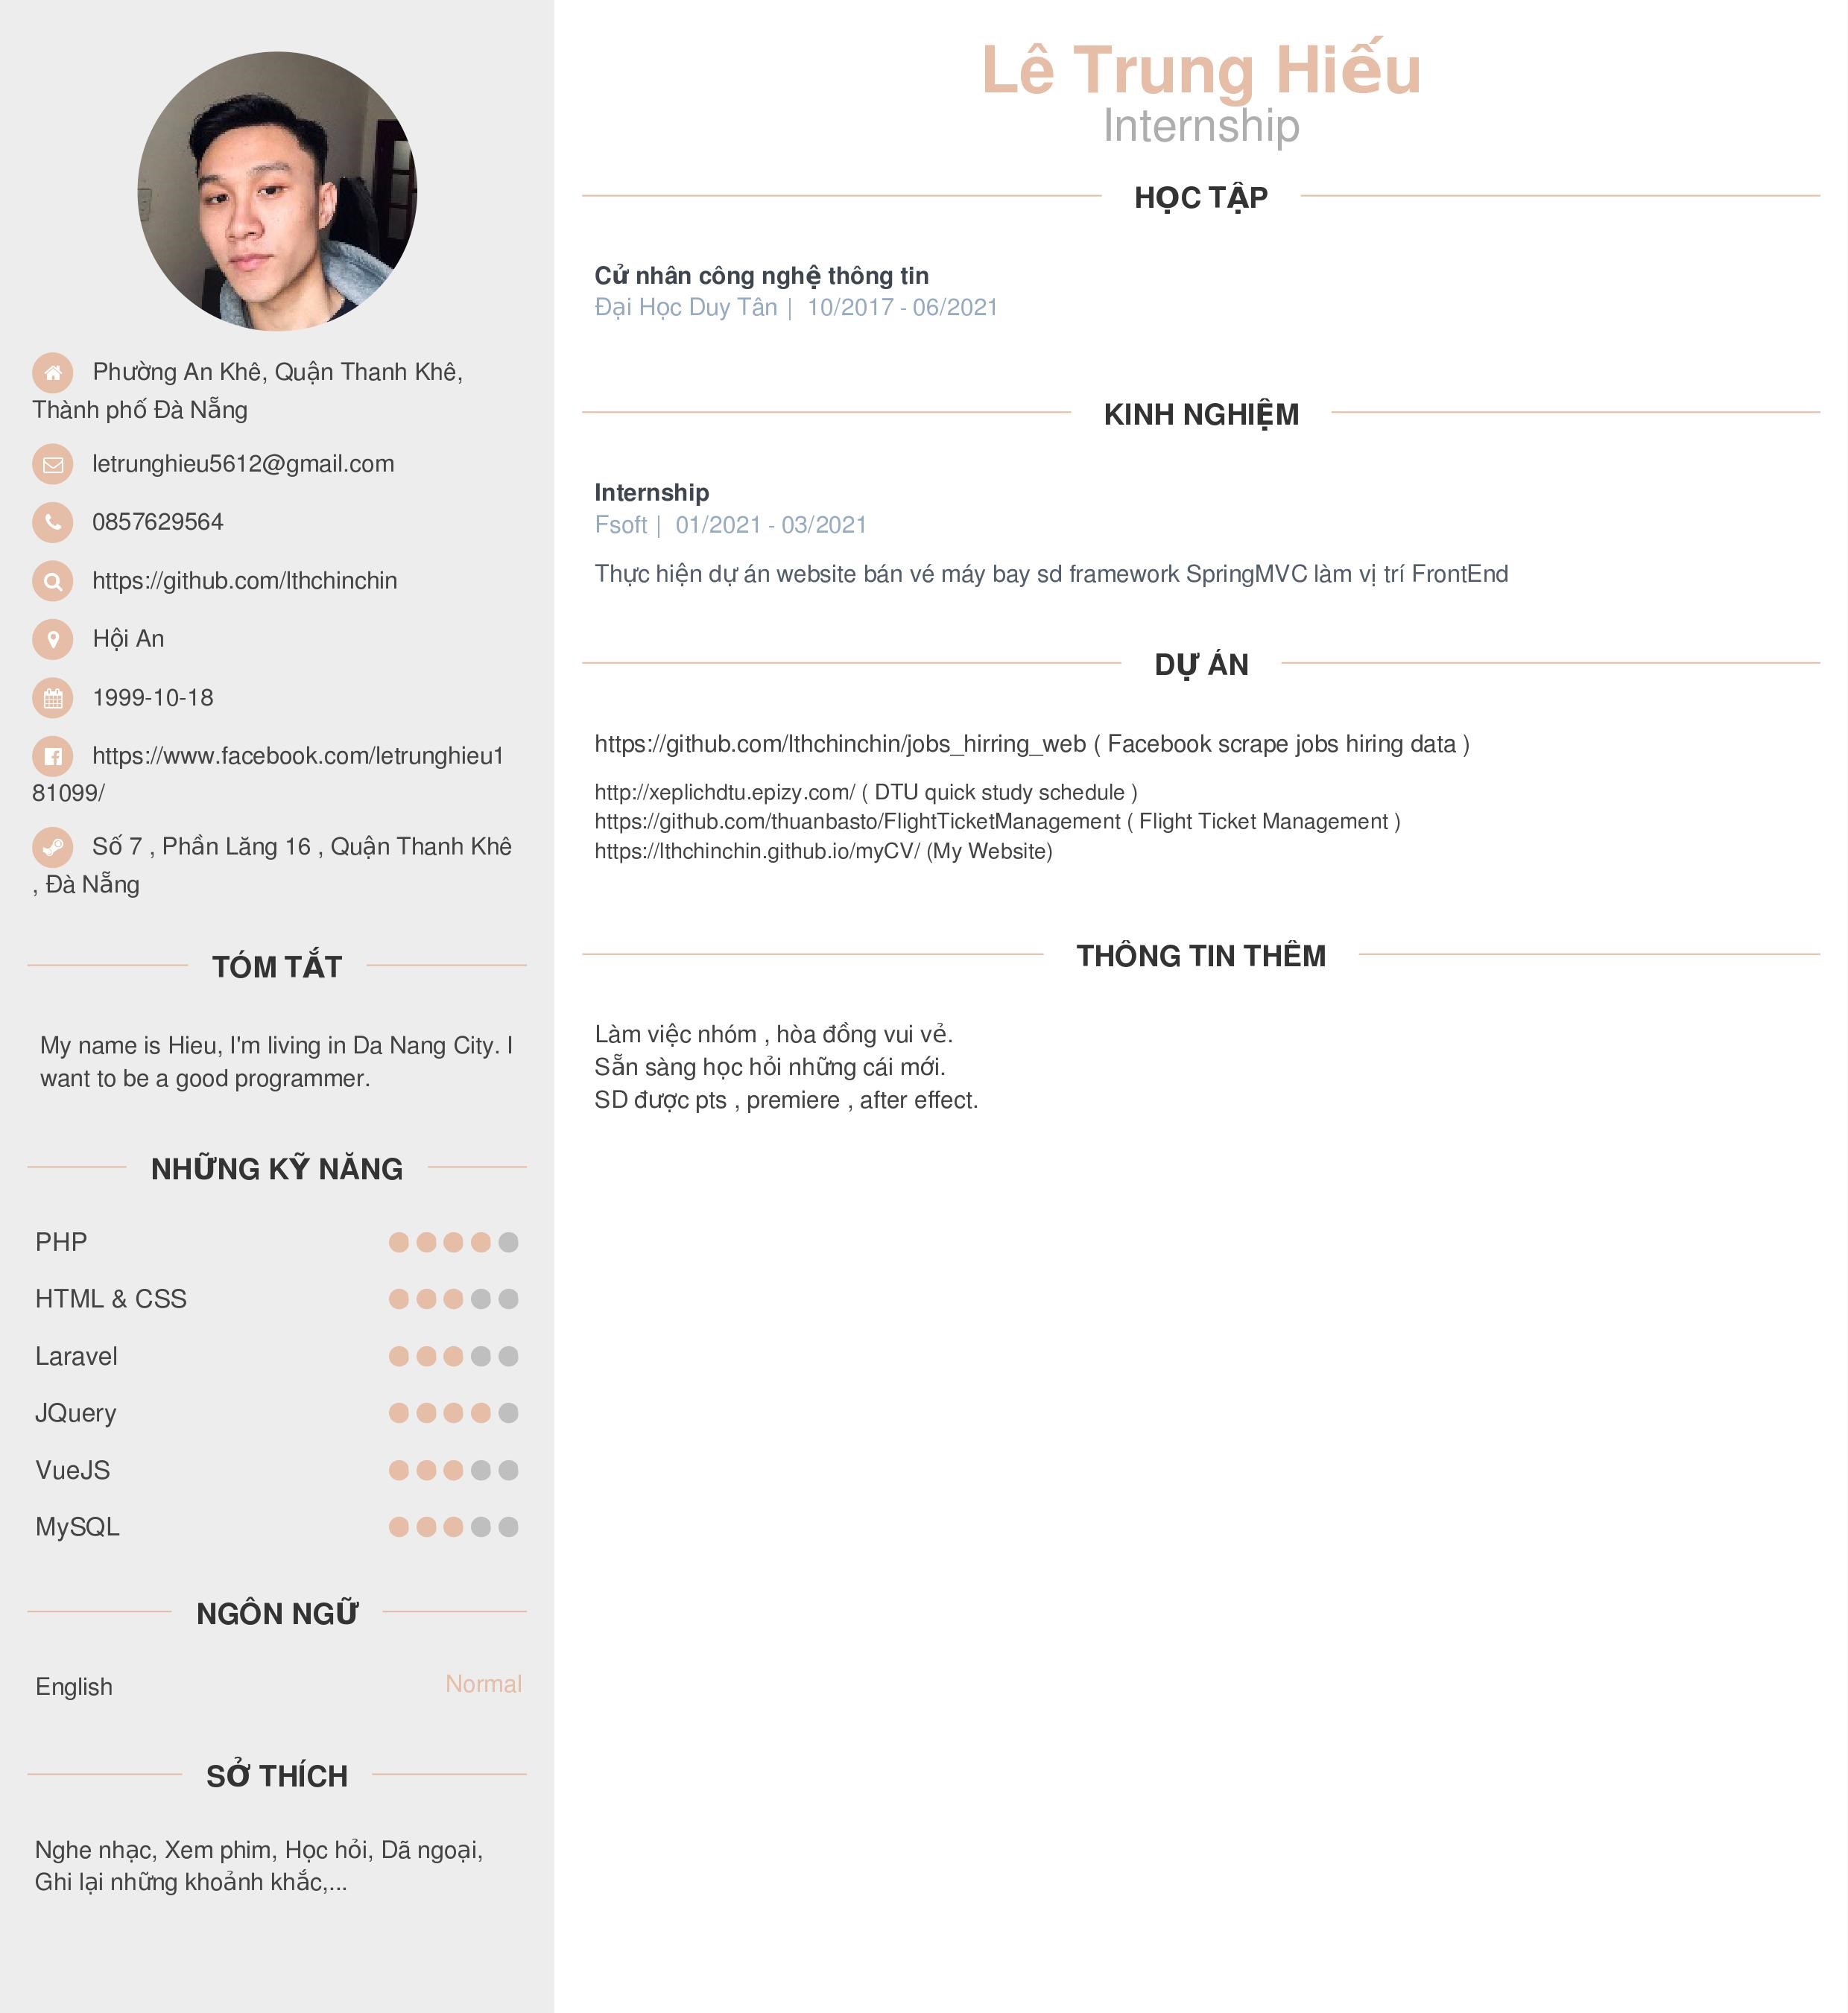 Phường An Khê, Quận Thanh Khê,
Thành phố Đà Nẵng
letrunghieu5612@gmail.com
0857629564
https://github.com/lthchinchin
Hội An
1999-10-18
https://www.facebook.com/letrunghieu1
81099/
Số 7 , Phần Lăng 16 , Quận Thanh Khê
, Đà Nẵng
TÓM TẮT
My name is Hieu, I'm living in Da Nang City. I
want to be a good programmer.
NHỮNG KỸ NĂNG
PHP
HTML & CSS
Laravel
JQuery
VueJS
MySQL
NGÔN NGỮ
English Normal
SỞ THÍCH
Nghe nhạc, Xem phim, Học hỏi, Dã ngoại,
Ghi lại những khoảnh khắc,...
Lê Trung Hiếu
Internship
HỌC TẬP
Cử nhân công nghệ thông tin
Đại Học Duy Tân | 10/2017 - 06/2021
KINH NGHIỆM
Internship
Fsoft | 01/2021 - 03/2021
Thực hiện dự án website bán vé máy bay sd framework SpringMVC làm vị trí FrontEnd
DỰ ÁN
https://github.com/lthchinchin/jobs_hirring_web ( Facebook scrape jobs hiring data )
http://xeplichdtu.epizy.com/ ( DTU quick study schedule )
https://github.com/thuanbasto/FlightTicketManagement ( Flight Ticket Management )
https://lthchinchin.github.io/myCV/ (My Website)
THÔNG TIN THÊM
Làm việc nhóm , hòa đồng vui vẻ.
Sẵn sàng học hỏi những cái mới.
SD được pts , premiere , after effect.